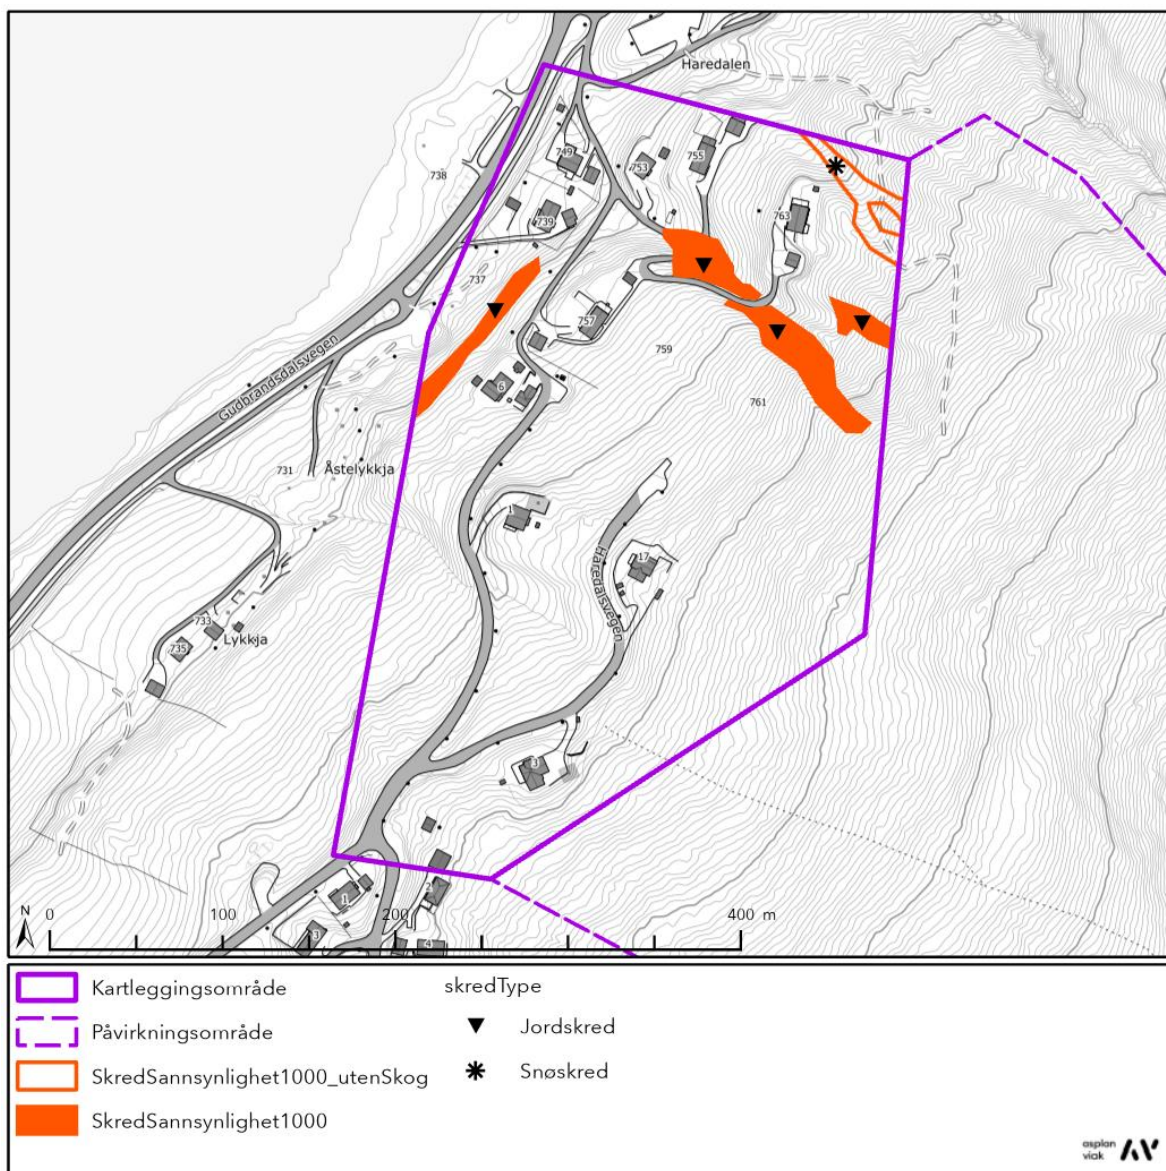 Haredalen
749
753
755
738
739
763
737
757
759
6
761
Gudbrandsdalsvegen
731
Åstelykkja
1
17
Haredalsvegen
733
Lykkja
735
3
1
2
3
4
N
0 100 200 400 m
Kartleggingsområde
Påvirkningsområde
SkredSannsynlighet1000_utenSkog
SkredSannsynlighet1000
skredType
Jordskred
Snøskred
asplan
viak